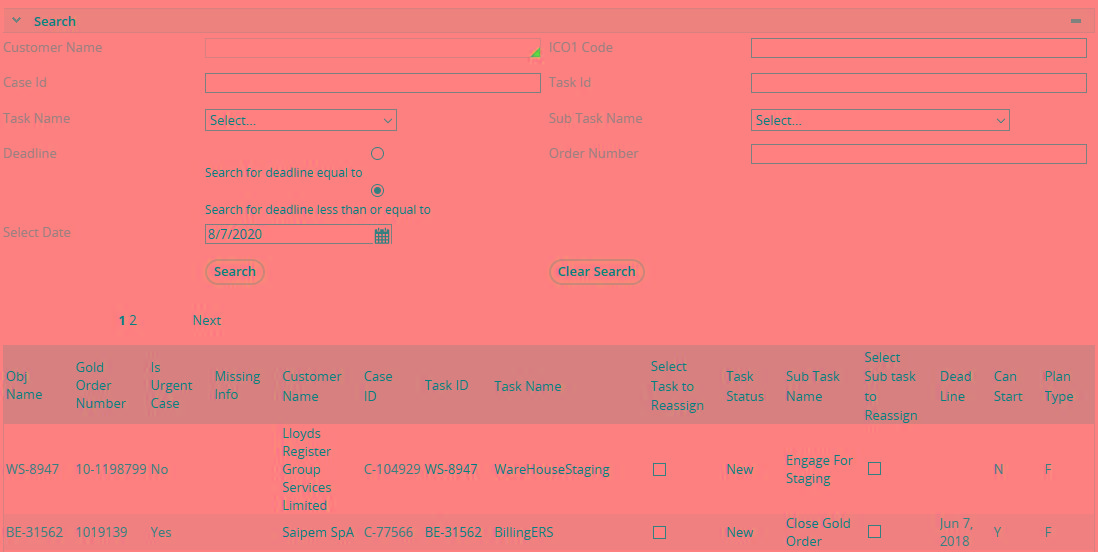 Search
Customer Name ICO1 Code
Case Id Task Id
Task Name Select... Sub Task Name Select...
Deadline Order Number
Search for deadline equal to
Search for deadline less than or equal to
Select Date 8/7/2020
Search Clear Search
1 2 Next
Obj Name Gold Order Number Is Urgent Case Missing Info Customer Name Case ID Task ID Task Name Select Task to Reassign Task Status Sub Task Name Select Sub task to Reassign Dead Line Can Start Plan Type
WS-8947 10-1198799 No Lloyds Register Group Services Limited C-104929 WS-8947 WareHouseStaging New Engage For Staging N F
BE-31562 1019139 Yes Saipem SpA C-77566 BE-31562 BillingERS New Close Gold Order Jun 7, 2018 Y F